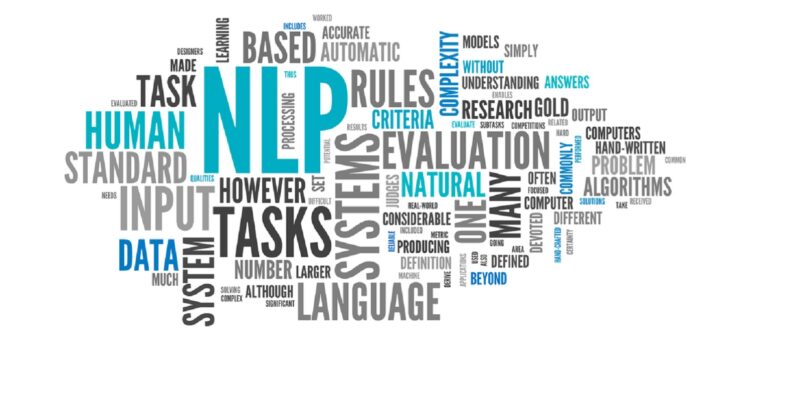 WORKED
INCLUDES
LEARNING
BASED
ACCURATE
AUTOMATIC
DESIGNERS
MADE
TASK
EVALUATED
NLP
THUS
PROCESSING
RULES
CRITERIA
RESULTS
POTENTIAL
COMPLEXITY
MODELS
SIMPLY
WITHOUT
UNDERSTANDING
ANSWERS
ENABLES
RESEARCH
GOLD
OUTPUT
EVALUATE
SUBTASKS
COMPETITIONS
RELATED
HARD
HUMAN
STANDARD
QUALITIES
NEEDS
INPUT
HOWEVER
SET
DIFFICULT
TASKS
SYSTEMS
EVALUATION
JUDGES
NATURAL
REAL-WORLD
CONSIDERABLE
INCLUDED
METRIC
RELIABLE
PRODUCING
DEFINITION
MACHINE
DERIVE
ONE
MANY
GOING
AREA
OFTEN
FOCUSED
COMPUTER
COMMONLY
PERFORMED
COMPUTERS
HAND-WRITTEN
PROBLEM
COMMON
ALGORITHMS
SOLUTIONS
TAKE
RECEIVED
DEVOTED
DIFFERENT
HAND-CRAFTED
CERTAINTY
DATA
MUCH
SYSTEM
NUMBER
LARGER
SOLVING
COMPLEX
ALTHOUGH
SIGNIFICANT
LANGUAGE
APPLICATIONS
USED
ALSO
DEFINED
BEYOND